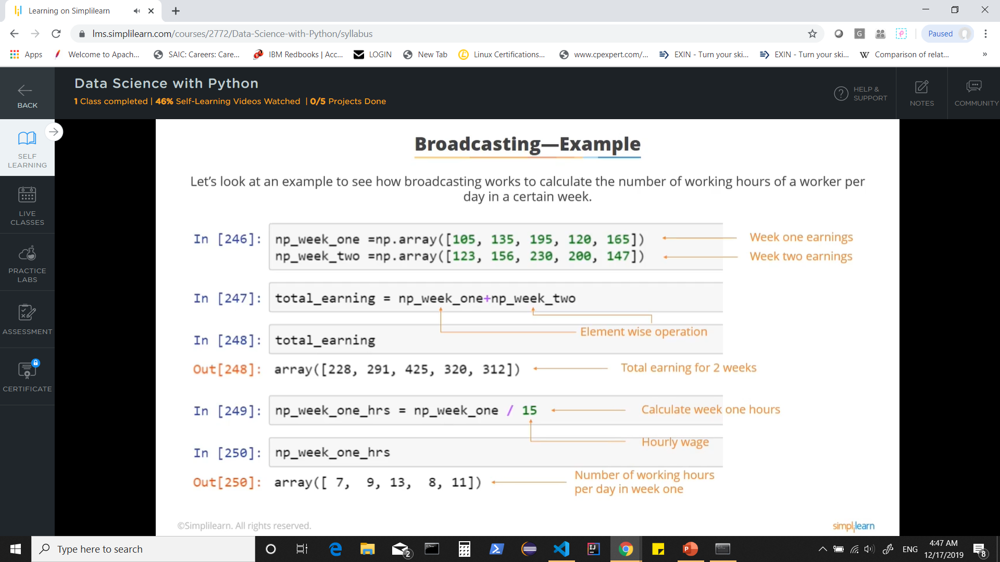 Learning on Simplilearn
lms.simplilearn.com/courses/2772/Data-Science-with-Python/syllabus
G
Paused
Apps
Welcome to Apach...
SAIC: Careers: Care...
IBM Redbooks | Acc...
LOGIN
New Tab
Linux Certifications...
www.cpexpert.com/...
EXIN - Turn your ski...
EXIN - Turn your ski...
W Comparison of relat...
»
BACK
Data Science with Python
1 Class completed | 46% Self-Learning Videos Watched | 0/5 Projects Done
? HELP &
SUPPORT
NOTES
COMMUNITY
SELF
LEARNING
LIVE
CLASSES
PRACTICE
LABS
ASSESSMENT
CERTIFICATE
Broadcasting—Example
Let's look at an example to see how broadcasting works to calculate the number of working hours of a worker per
day in a certain week.
In [246]: np_week_one =np.array([105, 135, 195, 120, 165])
np_week_two =np.array([123, 156, 230, 200, 147])
Week one earnings
Week two earnings
In [247]: total_earning = np_week_one+np_week_two
Element wise operation
In [248]: total_earning
Out[248]: array([228, 291, 425, 320, 312])
Total earning for 2 weeks
In [249]: np_week_one_hrs = np_week_one / 15
Calculate week one hours
Hourly wage
In [250]: np_week_one_hrs
Out[250]: array([ 7,  9, 13,  8, 11])
Number of working hours
per day in week one
©Simplilearn. All rights reserved.
simplilearn
Type here to search
2
IJ
P
ENG
4:47 AM
12/17/2019
8